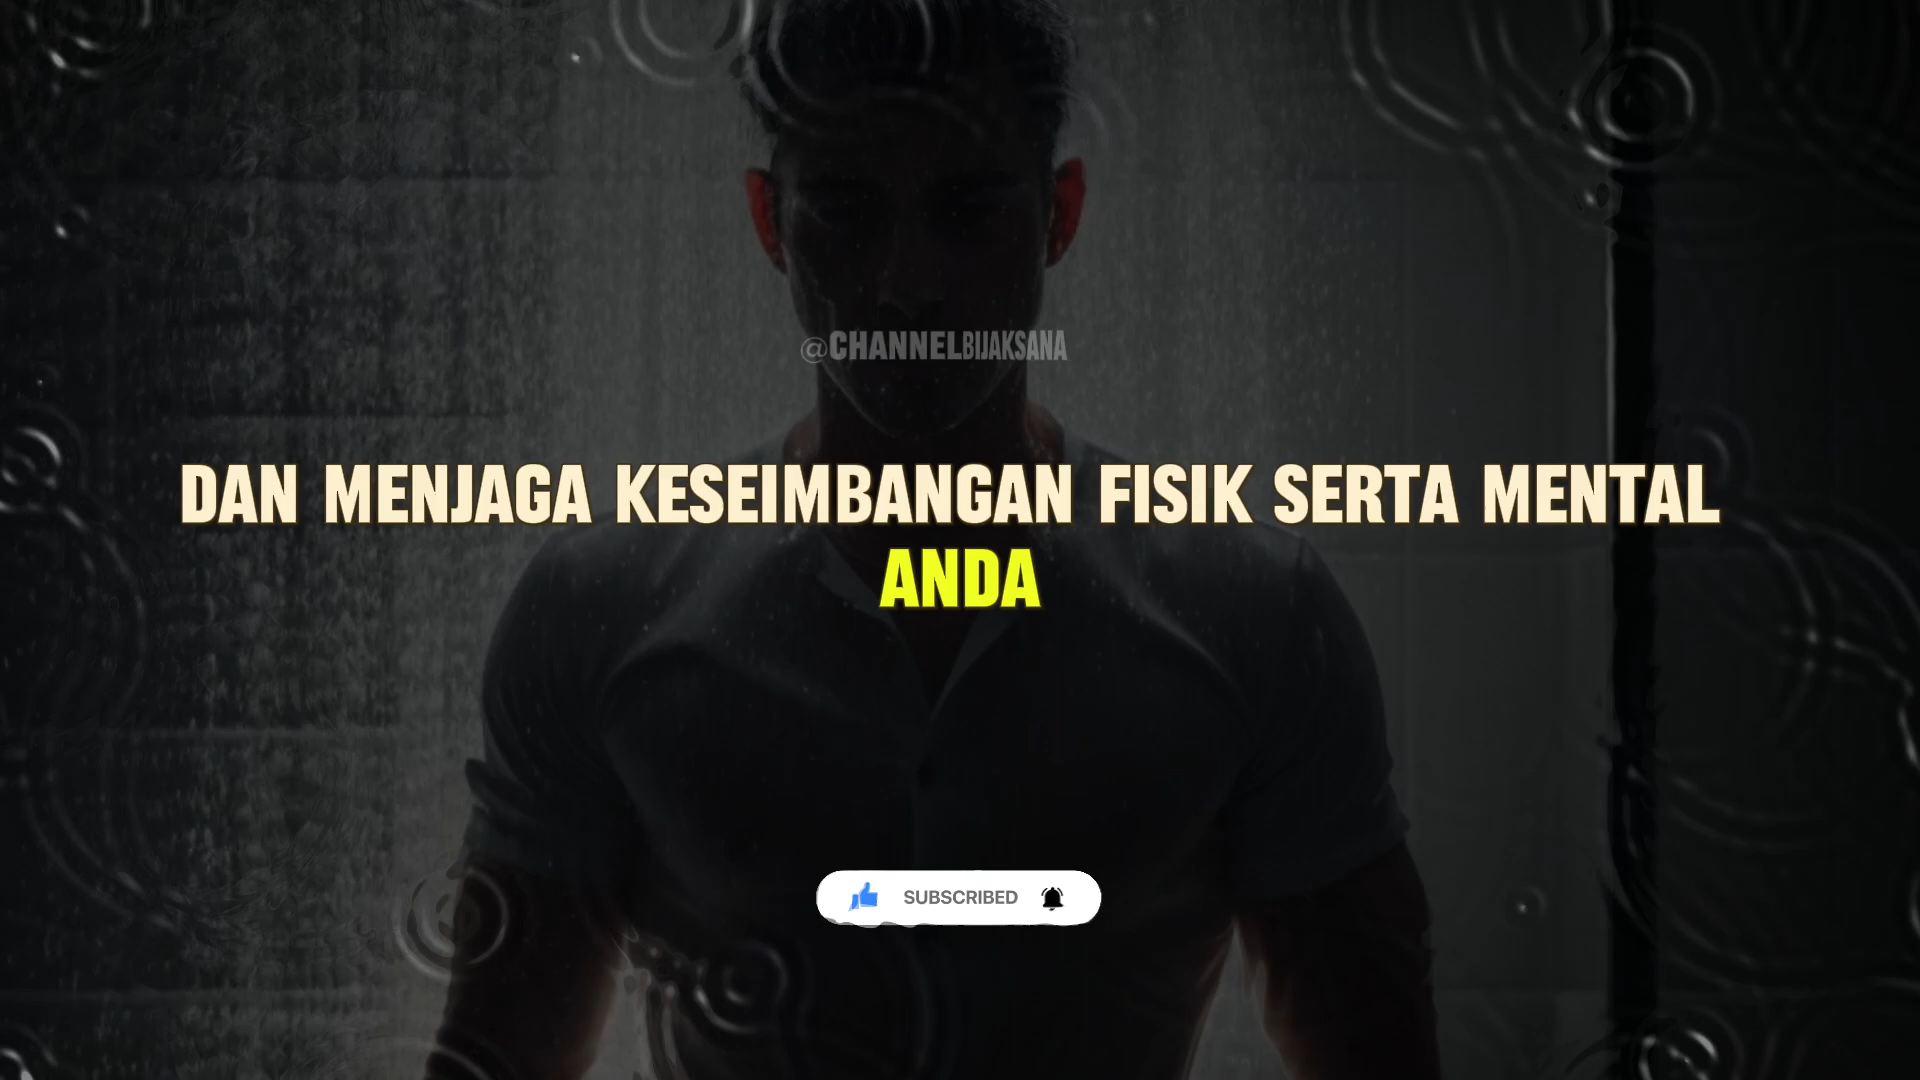 @CHANNELBIJAKSANA
DAN MENJAGA KESEIMBANGAN FISIK SERTA MENTAL
ANDA
SUBSCRIBED